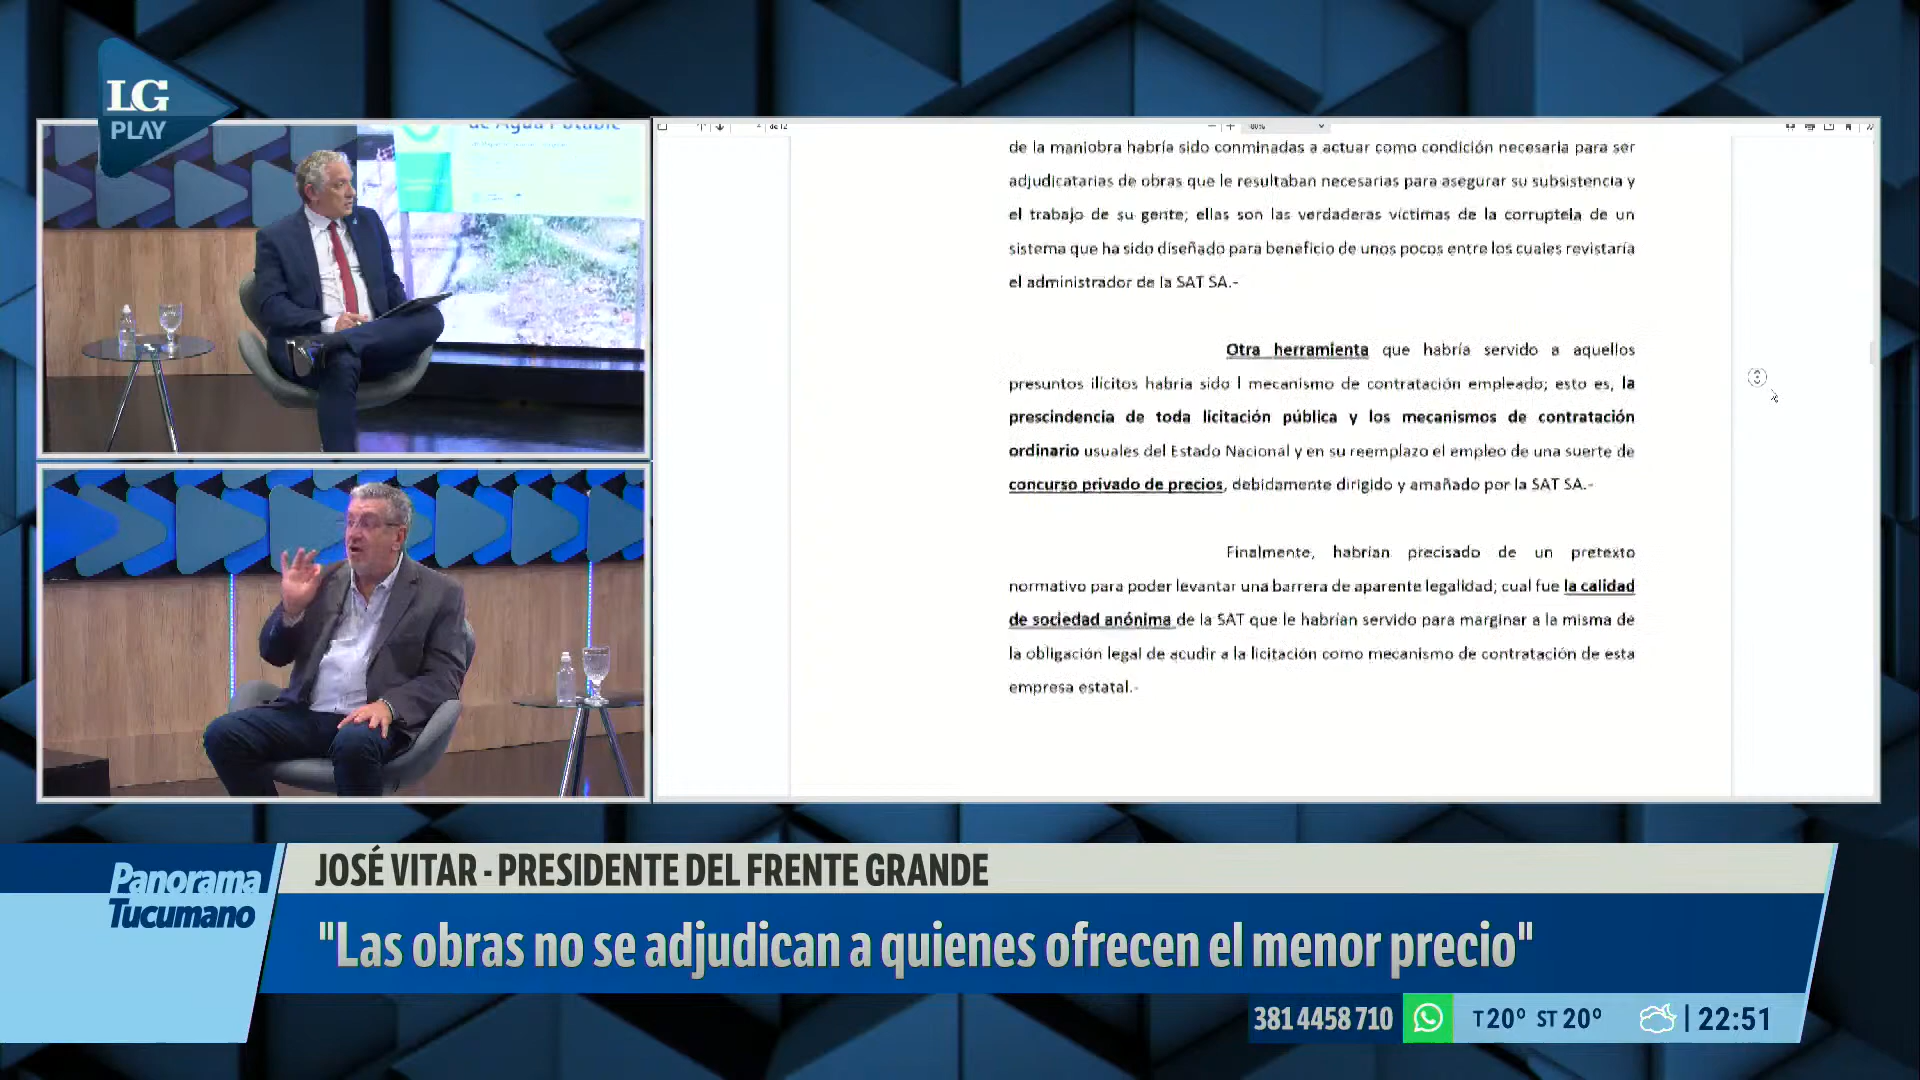 LG
PLAY
de Agua Potable
de 12
80%
de la maniobra habría sido conminadas a actuar como condición necesaria para ser
adjudicatarias de obras que le resultaban necesarias para asegurar su subsistencia y
el trabajo de su gente; ellas son las verdaderas víctimas de la corruptela de un
sistema que ha sido diseñado para beneficio de unos pocos entre los cuales revistaría
el administrador de la SAT SA.-
Otra herramienta que habría servido a aquellos
presuntos ilícitos habría sido l mecanismo de contratación empleado; esto es, la
prescindencia de toda licitación pública y los mecanismos de contratación
ordinario usuales del Estado Nacional y en su reemplazo el empleo de una suerte de
concurso privado de precios, debidamente dirigido y amañado por la SAT SA.-
Finalmente, habrían precisado de un pretexto
normativo para poder levantar una barrera de aparente legalidad; cual fue la calidad
de sociedad anónima de la SAT que le habrían servido para marginar a la misma de
la obligación legal de acudir a la licitación como mecanismo de contratación de esta
empresa estatal.-
Panorama
Tucumano
JOSÉ VITAR - PRESIDENTE DEL FRENTE GRANDE
"Las obras no se adjudican a quienes ofrecen el menor precio"
381 4458 710
T 20º ST 20º
22:51